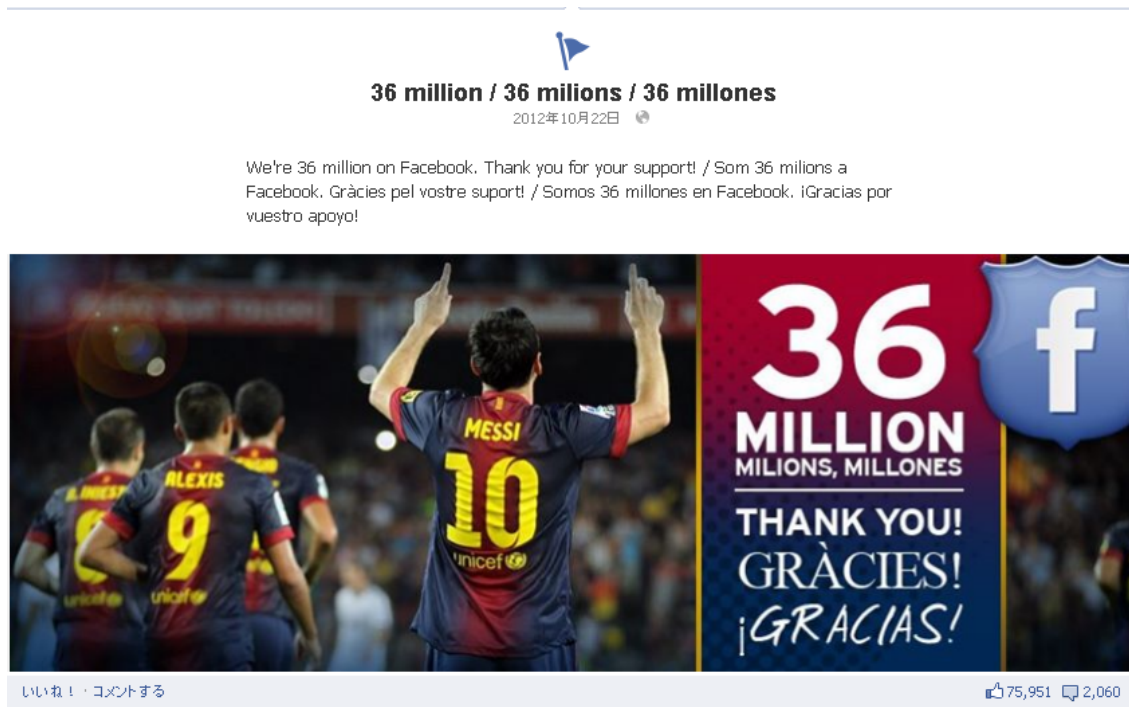 36 million / 36 milions / 36 millones
2012年10月22日
We're 36 million on Facebook. Thank you for your support! / Som 36 milions a
Facebook. Gràcies pel vostre suport! / Somos 36 millones en Facebook. ¡Gracias por
vuestro apoyo!
MESSI
10
unicef
ALEXIS
9
unicef
A. INIEST
8
unicef
36
MILLION
MILIONS, MILLONES
THANK YOU!
GRÀCIES!
¡GRACIAS!
f
いいね！ · コメントする
75,951 2,060